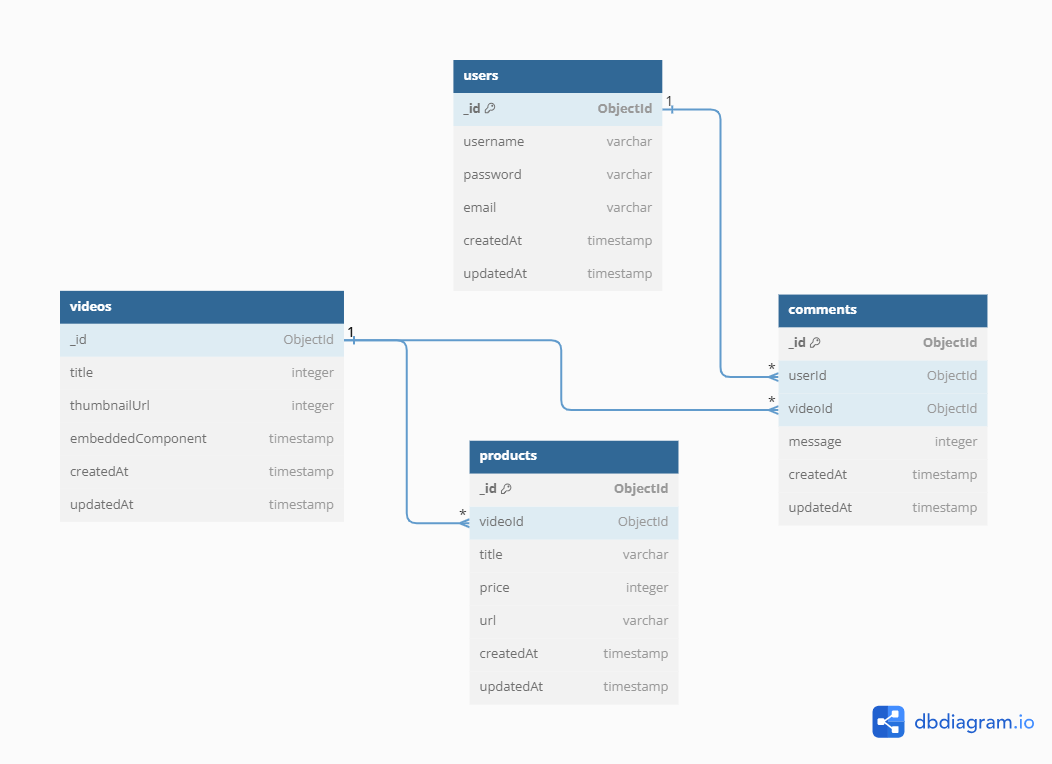 users
_id ObjectId
username varchar
password varchar
email varchar
createdAt timestamp
updatedAt timestamp
1
videos
_id ObjectId
title integer
thumbnailUrl integer
embeddedComponent timestamp
createdAt timestamp
updatedAt timestamp
1
comments
_id ObjectId
* userId ObjectId
* videoId ObjectId
message integer
createdAt timestamp
updatedAt timestamp
products
_id ObjectId
* videoId ObjectId
title varchar
price integer
url varchar
createdAt timestamp
updatedAt timestamp
dbdiagram.io